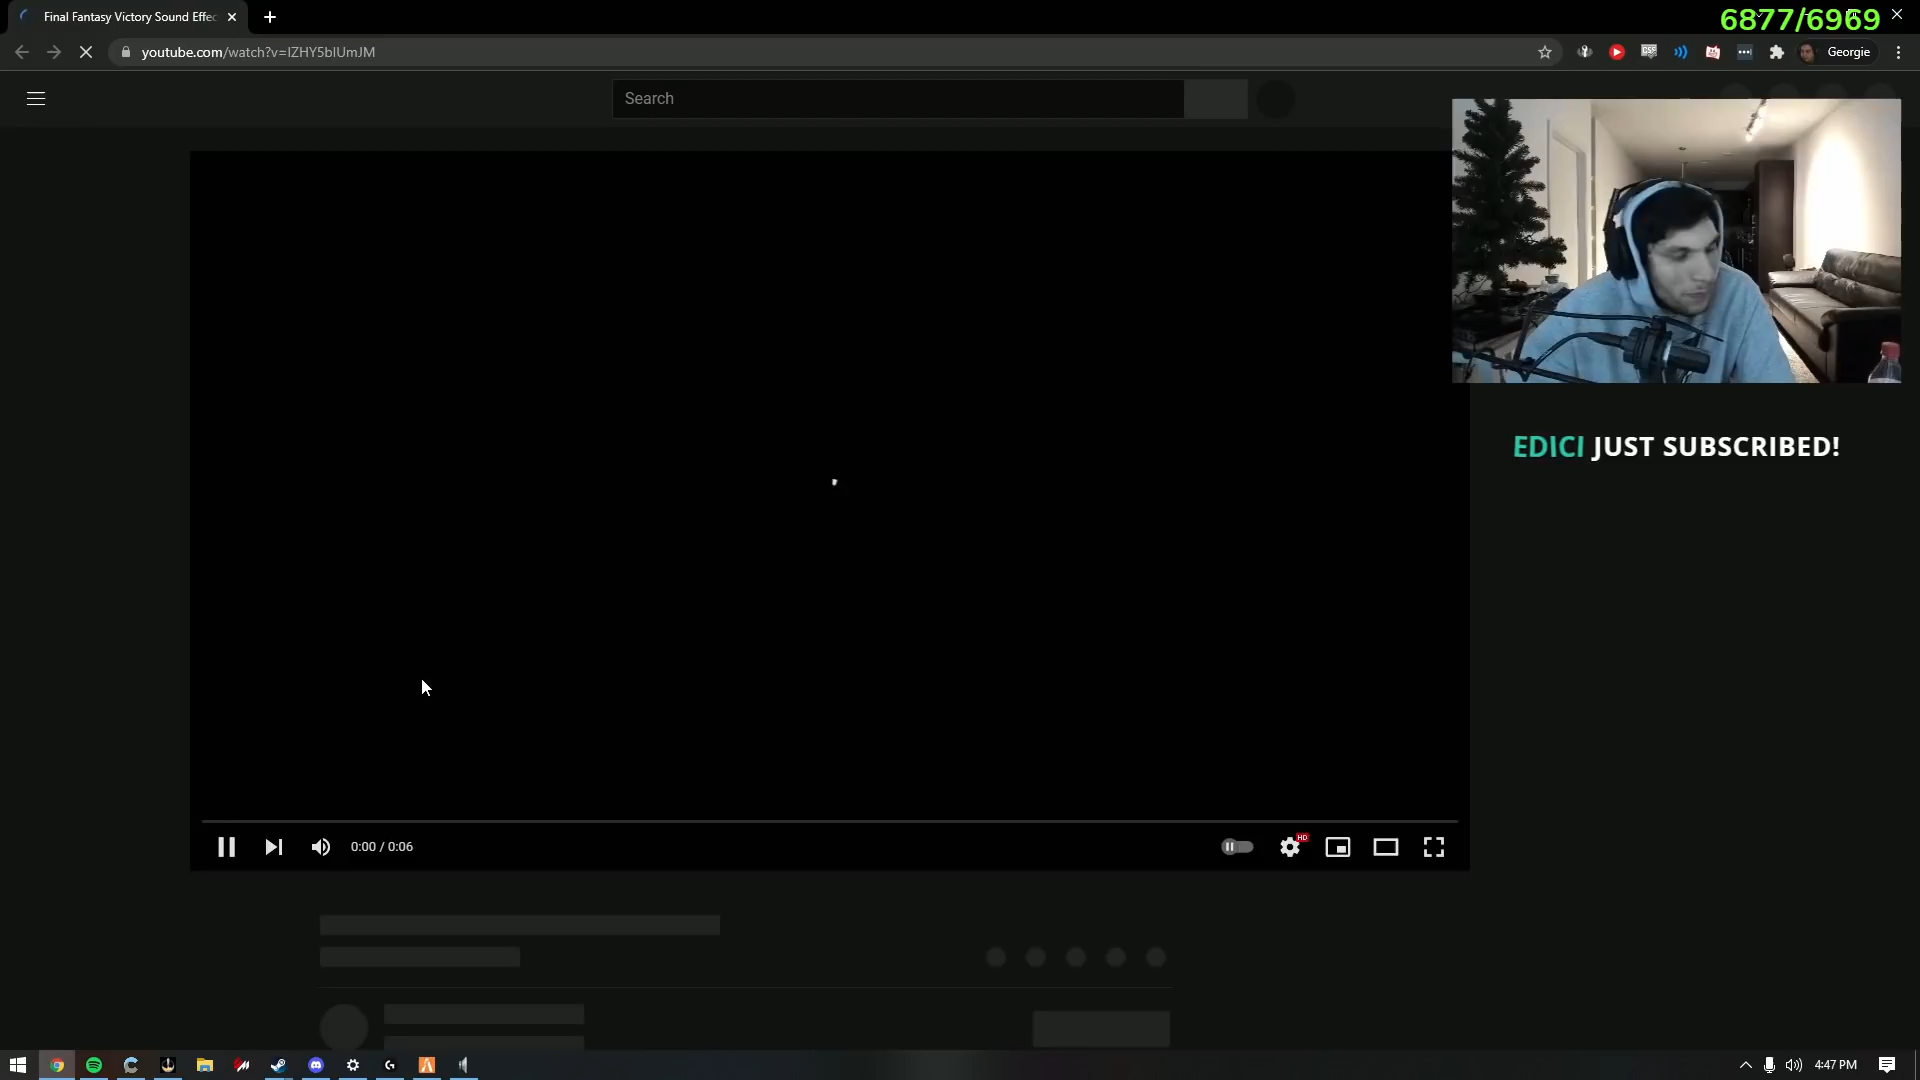 Final Fantasy Victory Sound Effec
6877/6969
youtube.com/watch?v=IZHY5blUmJM
CSP
Georgie
Search
EDICI JUST SUBSCRIBED!
0:00 / 0:06
HD
4:47 PM